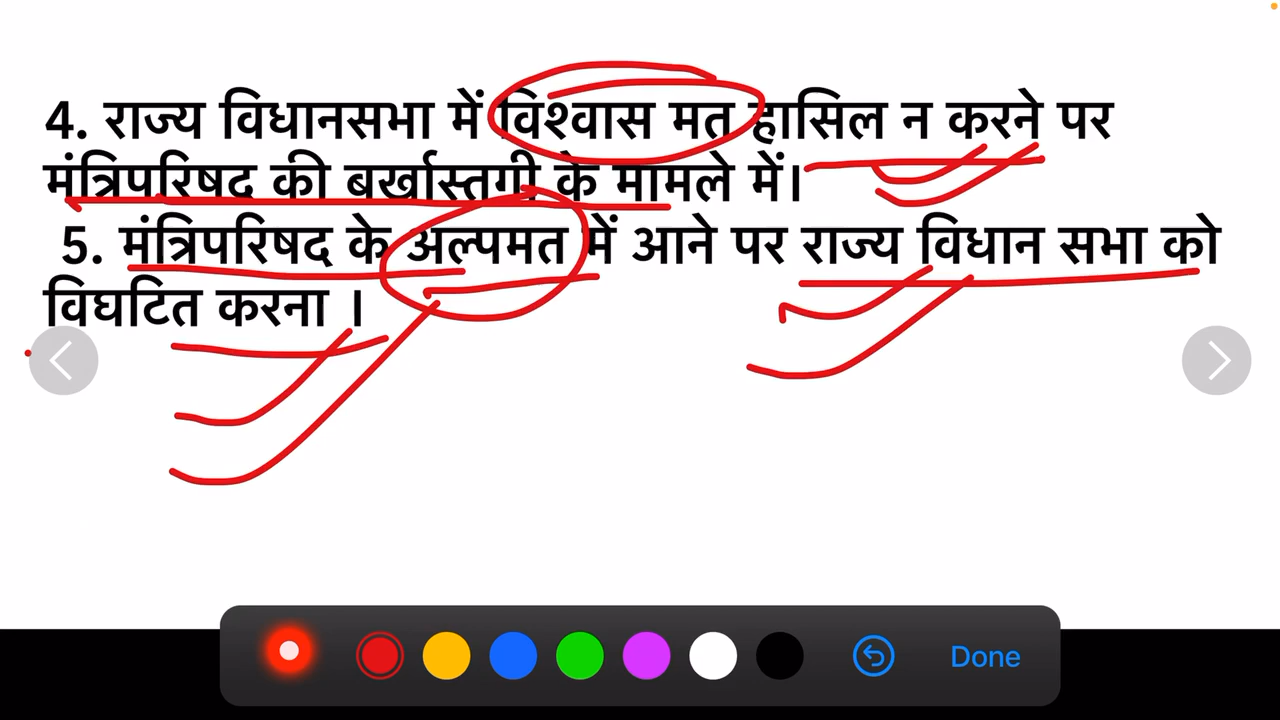 4. राज्य विधानसभा में विश्वास मत हासिल न करने पर
मंत्रिपरिषद की बर्खास्तगी के मामले में।
5. मंत्रिपरिषद के अल्पमत में आने पर राज्य विधान सभा को
विघटित करना ।
Done